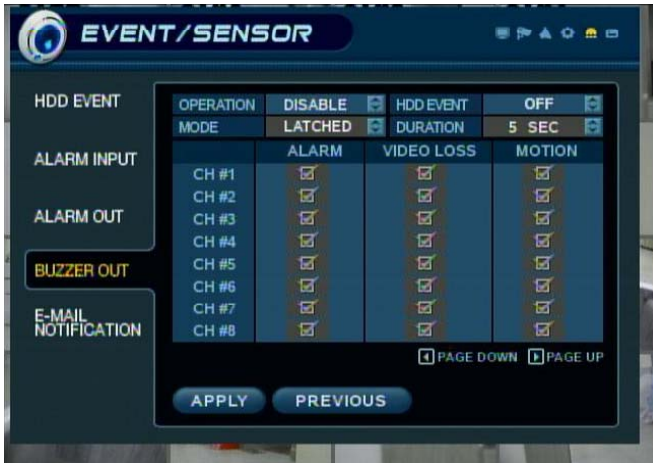 EVENT/SENSOR
HDD EVENT
ALARM INPUT
ALARM OUT
BUZZER OUT
E-MAIL
NOTIFICATION
OPERATION DISABLE HDD EVENT OFF
MODE LATCHED DURATION 5 SEC
ALARM VIDEO LOSS MOTION
CH #1
CH #2
CH #3
CH #4
CH #5
CH #6
CH #7
CH #8
PAGE DOWN PAGE UP
APPLY PREVIOUS